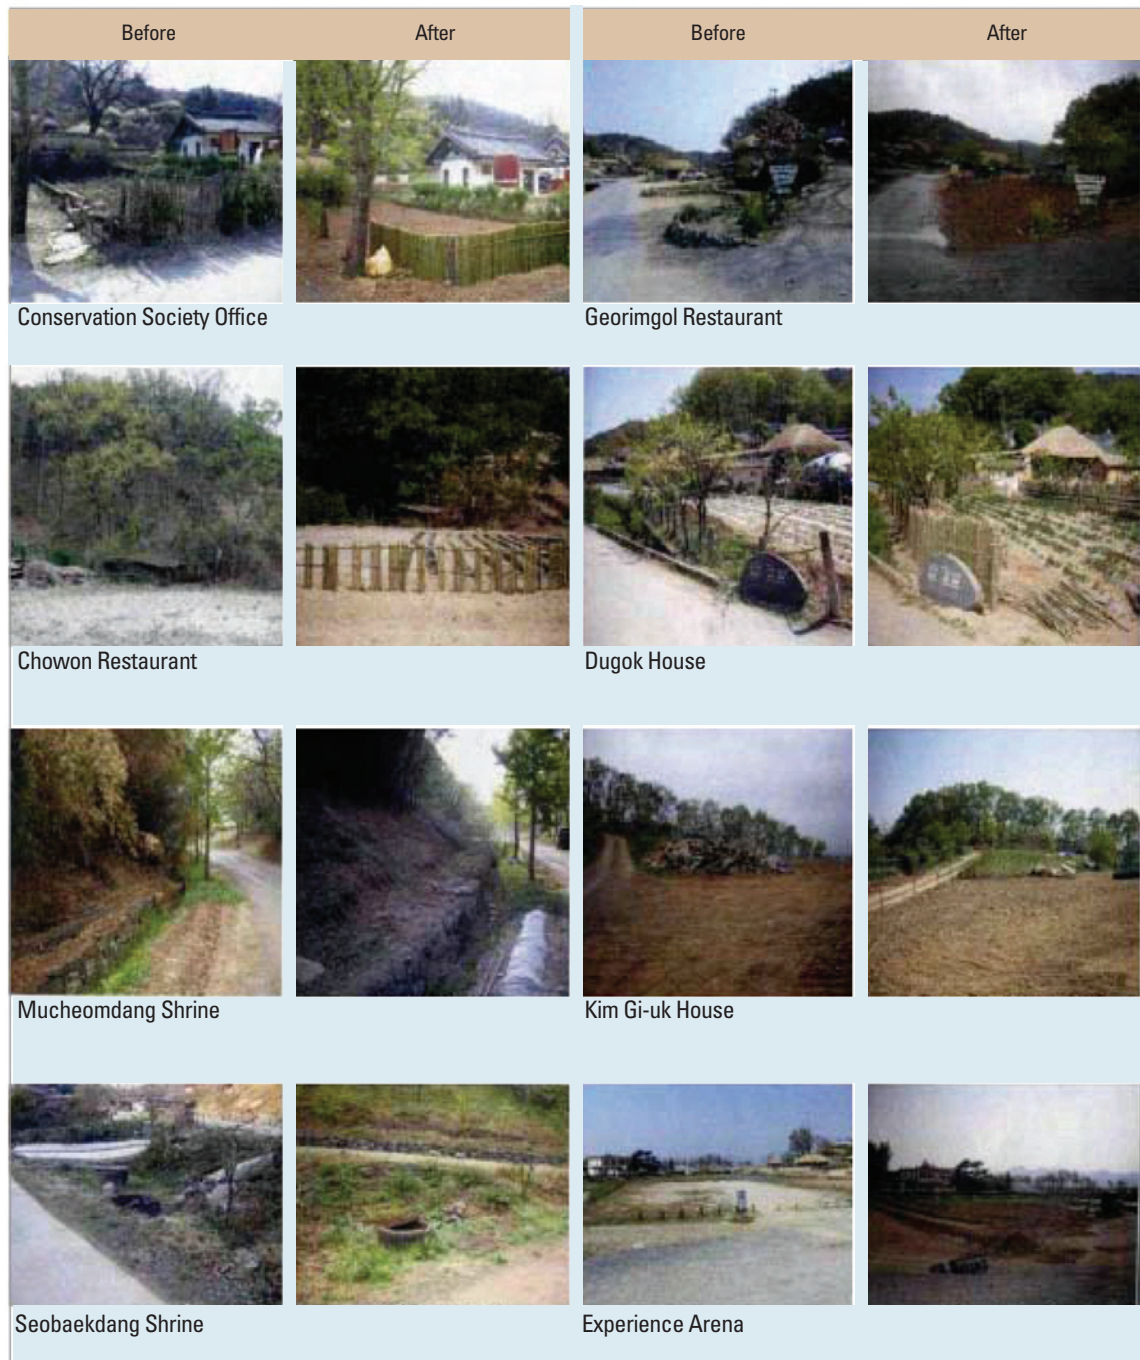 Before After Before After
Conservation Society Office Georimgol Restaurant
Chowon Restaurant Dugok House
Mucheomdang Shrine Kim Gi-uk House
Seobaekdang Shrine Experience Arena